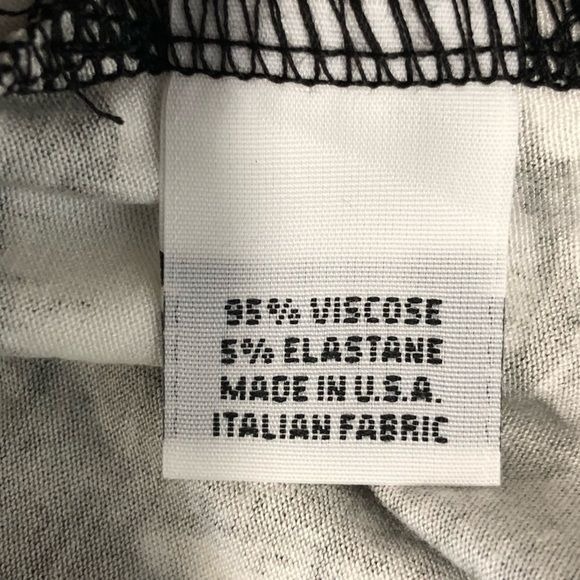 95% VISCOSE
5% ELASTANE
MADE IN U.S.A.
ITALIAN FABRIC